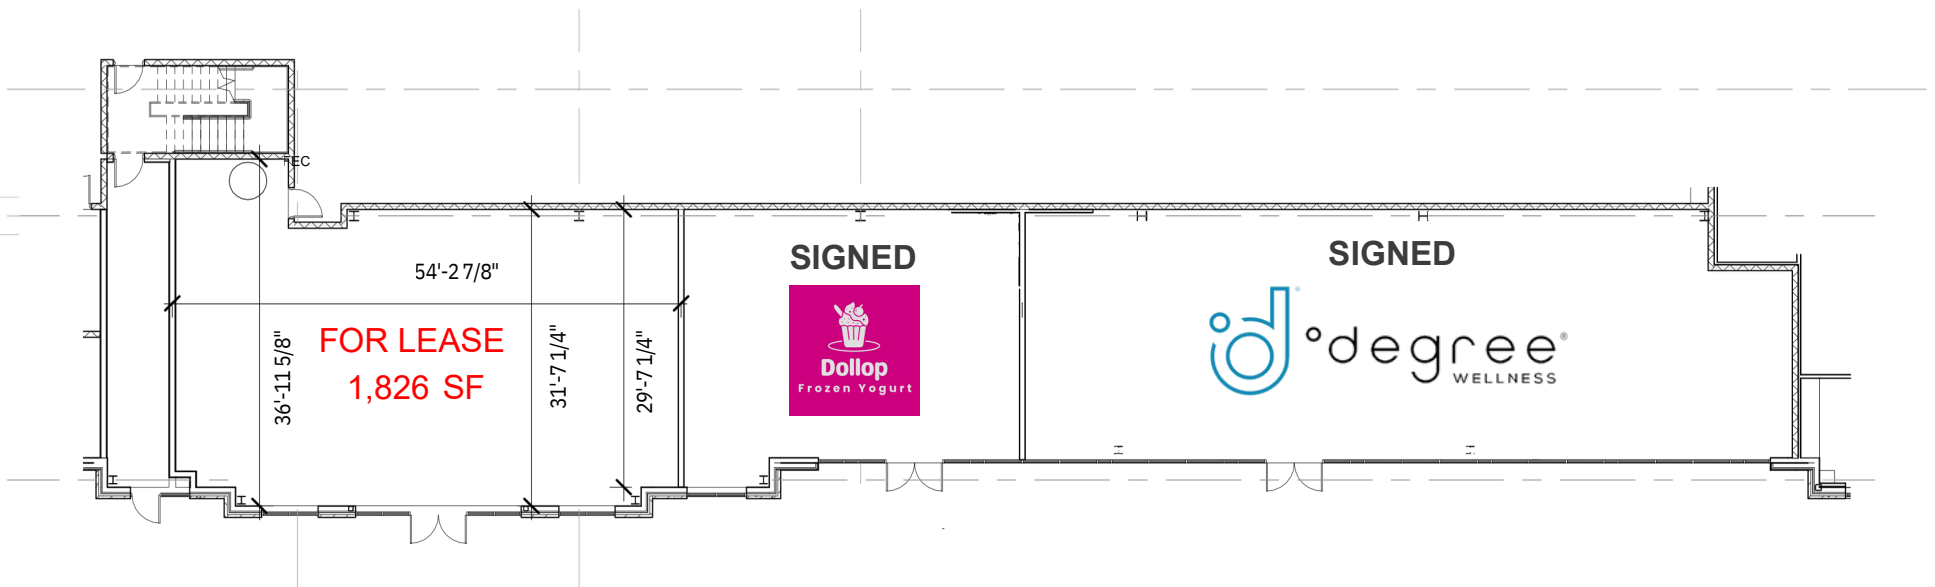 FEC
54'-2 7/8"
FOR LEASE
1,826 SF
36'-11 5/8"
31'-7 1/4"
29'-7 1/4"
SIGNED
Dollop
Frozen Yogurt
SIGNED
°degree®
WELLNESS